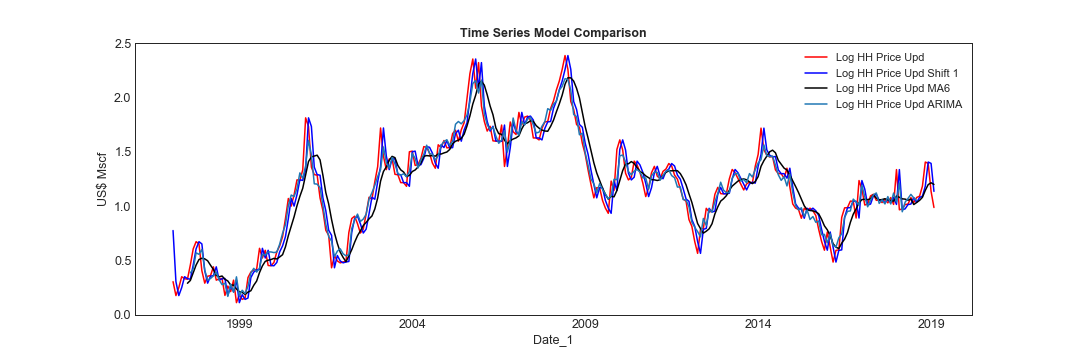 Time Series Model Comparison
2.5
2.0
1.5
1.0
0.5
0.0
US$ Mscf
Log HH Price Upd
Log HH Price Upd Shift 1
Log HH Price Upd MA6
Log HH Price Upd ARIMA
1999 2004 2009 2014 2019
Date_1